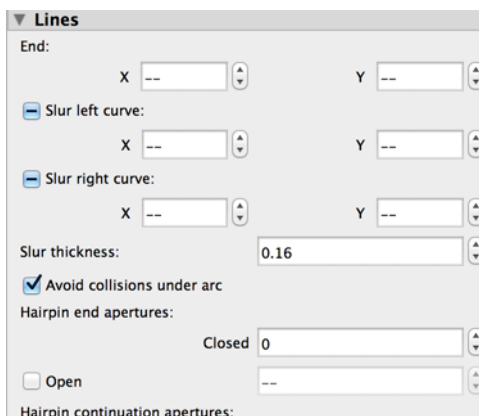 Lines
End:
X -- Y --
Slur left curve:
X -- Y --
Slur right curve:
X -- Y --
Slur thickness: 0.16
Avoid collisions under arc
Hairpin end apertures:
Closed 0
Open --
Hairpin continuation apertures: